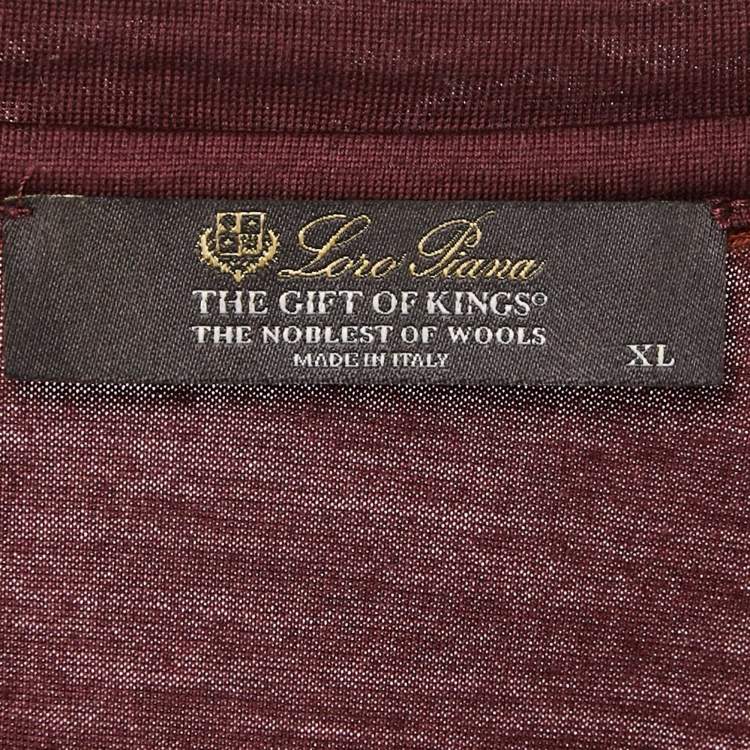 Loro Piana
THE GIFT OF KINGS®
THE NOBLEST OF WOOLS
MADE IN ITALY
XL